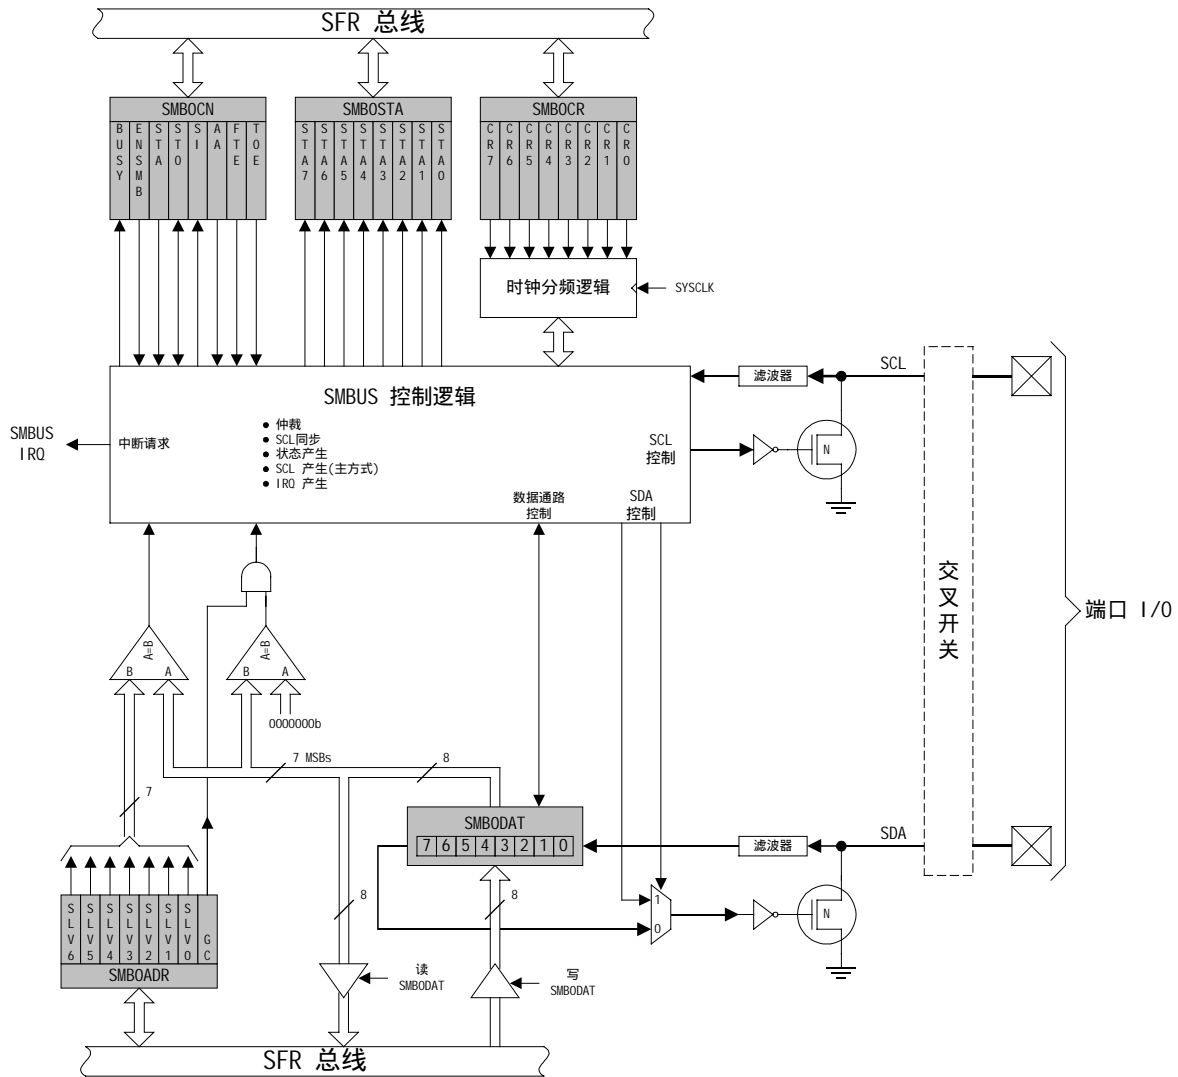 SFR 总线
SMB0CN
BUSY
ENSMB
STA
STO
SI
AA
FTE
TOE
SMB0STA
STA7
STA6
STA5
STA4
STA3
STA2
STA1
STA0
SMB0CR
CR7
CR6
CR5
CR4
CR3
CR2
CR1
CR0
时钟分频逻辑
SYSCLK
SMBUS 控制逻辑
仲裁
SCL同步
状态产生
SCL 产生(主方式)
IRQ 产生
SMBUS
IRQ
中断请求
SCL
控制
数据通路
控制
SDA
控制
滤波器
SCL
N
交叉开关
端口 I/O
A=B
B
A
A=B
B
A
0000000b
7 MSBs
8
7
SMB0DAT
7 6 5 4 3 2 1 0
滤波器
SDA
8
8
1
0
N
SLV6
SLV5
SLV4
SLV3
SLV2
SLV1
SLV0
GC
SMB0ADR
读
SMB0DAT
写
SMB0DAT
SFR 总线